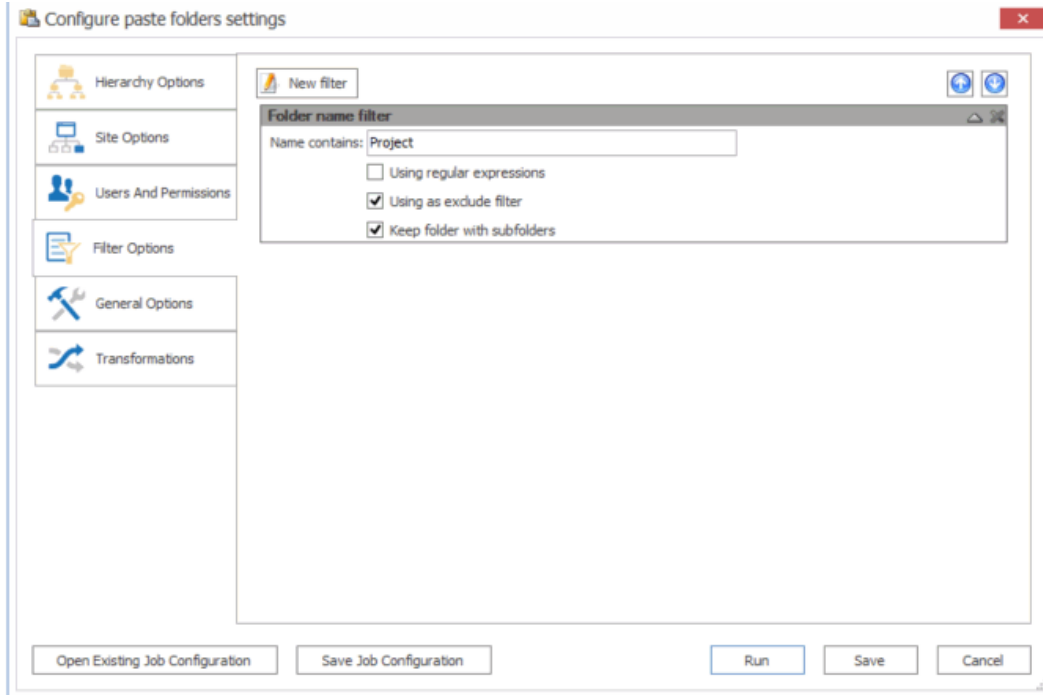 Configure paste folders settings
Hierarchy Options
Site Options
Users And Permissions
Filter Options
General Options
Transformations
New filter
Folder name filter
Name contains: Project
Using regular expressions
Using as exclude filter
Keep folder with subfolders
Open Existing Job Configuration
Save Job Configuration
Run
Save
Cancel